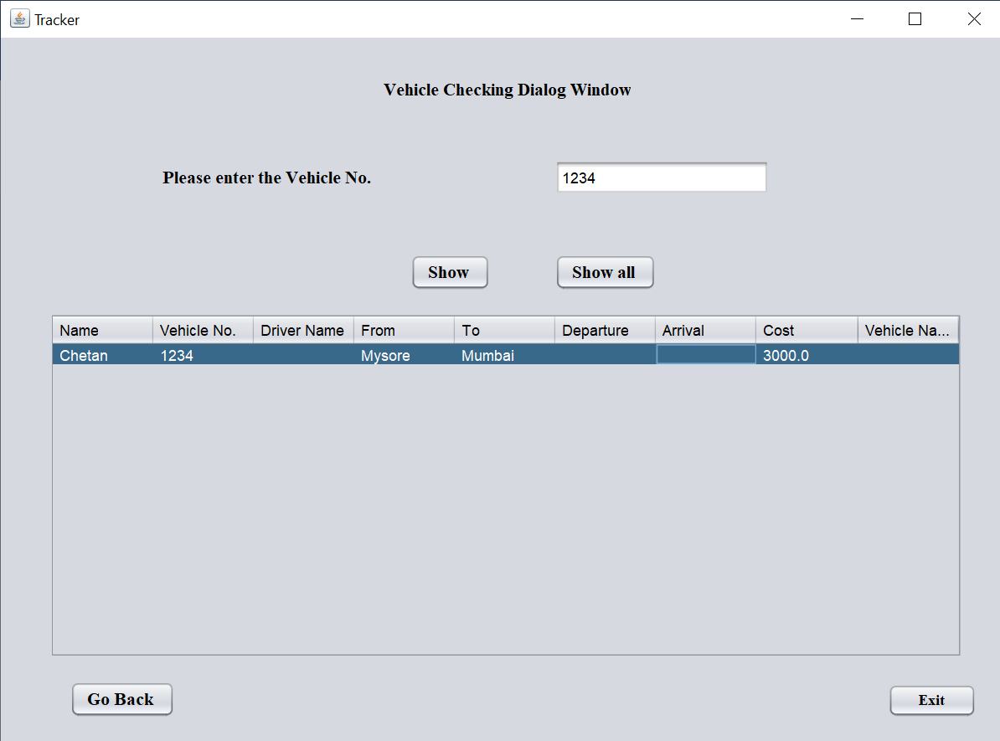 Tracker
Vehicle Checking Dialog Window
Please enter the Vehicle No. 1234
Show Show all
Name Vehicle No. Driver Name From To Departure Arrival Cost Vehicle Na...
Chetan 1234 Mysore Mumbai 3000.0
Go Back Exit